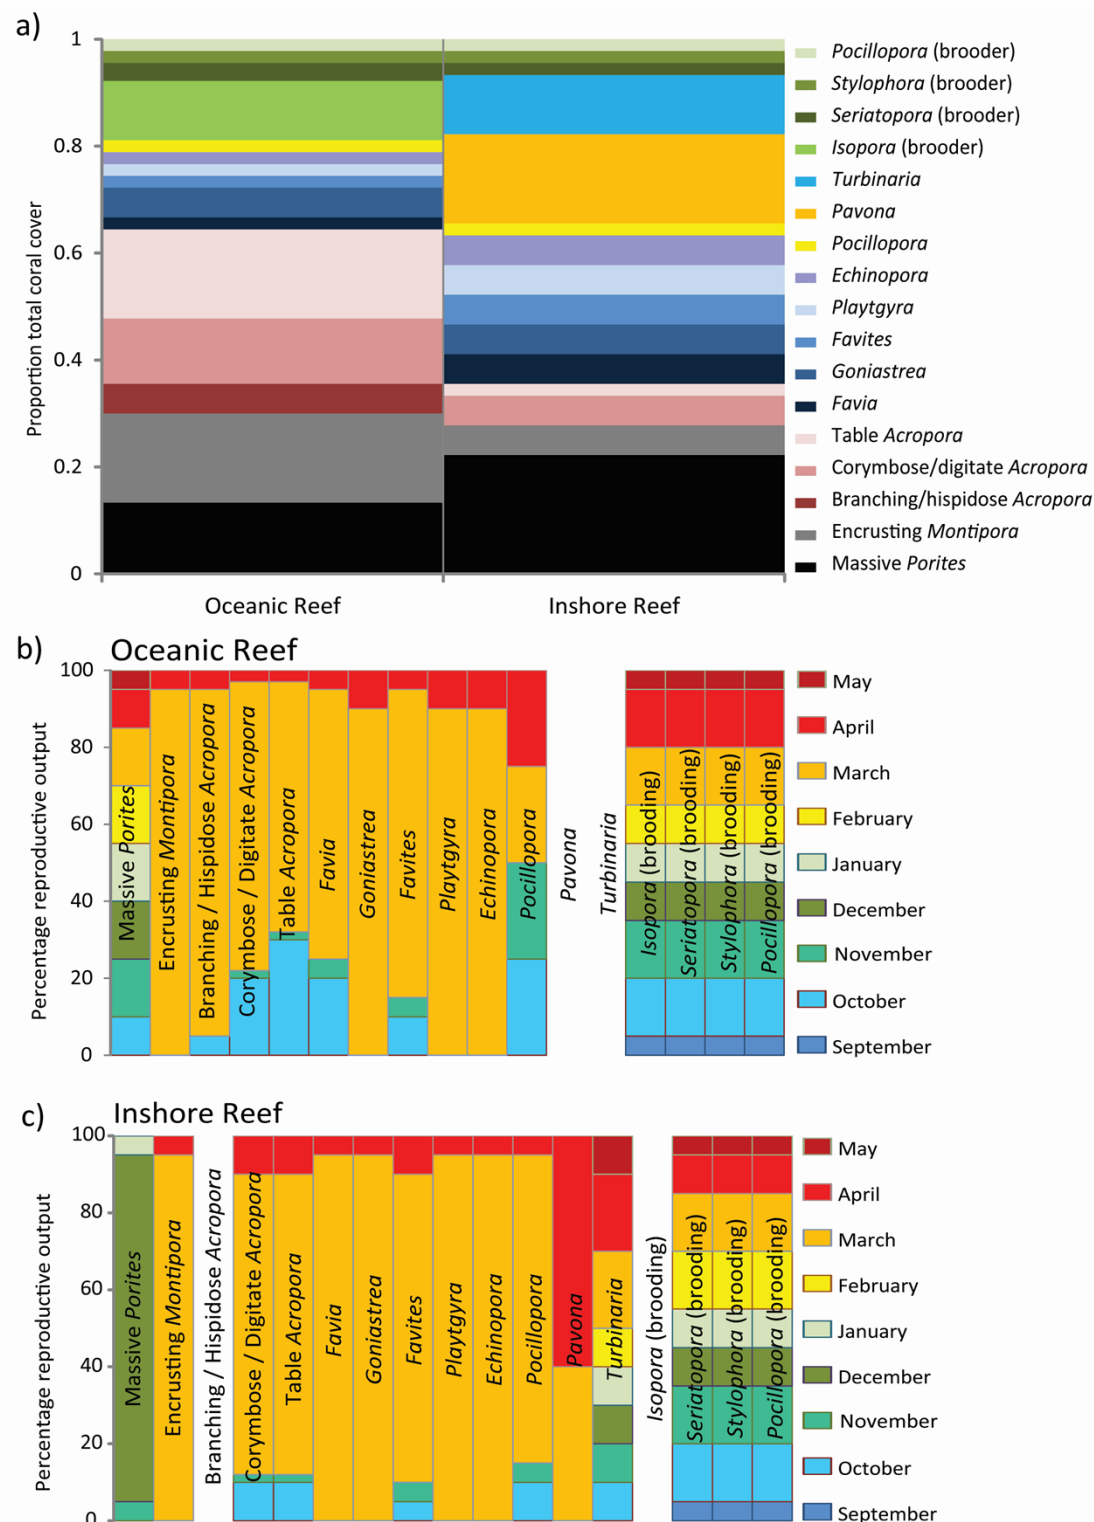 a)
1
0.8
0.6
0.4
0.2
0
Proportion total coral cover
Oceanic Reef
Inshore Reef
Pocillopora (brooder)
Stylophora (brooder)
Seriatopora (brooder)
Isopora (brooder)
Turbinaria
Pavona
Pocillopora
Echinopora
Playtgyra
Favites
Goniastrea
Favia
Table Acropora
Corymbose/digitate Acropora
Branching/hispidose Acropora
Encrusting Montipora
Massive Porites
b)
Oceanic Reef
100
80
60
40
20
0
Percentage reproductive output
Massive Porites
Encrusting Montipora
Branching / Hispidose Acropora
Corymbose / Digitate Acropora
Table Acropora
Favia
Goniastrea
Favites
Playtgyra
Echinopora
Pocillopora
Pavona
Turbinaria
Isopora (brooding)
Seriatopora (brooding)
Stylophora (brooding)
Pocillopora (brooding)
May
April
March
February
January
December
November
October
September
c)
Inshore Reef
100
80
60
40
20
0
Percentage reproductive output
Massive Porites
Encrusting Montipora
Branching / Hispidose Acropora
Corymbose / Digitate Acropora
Table Acropora
Favia
Goniastrea
Favites
Playtgyra
Echinopora
Pocillopora
Pavona
Turbinaria
Isopora (brooding)
Seriatopora (brooding)
Stylophora (brooding)
Pocillopora (brooding)
May
April
March
February
January
December
November
October
September